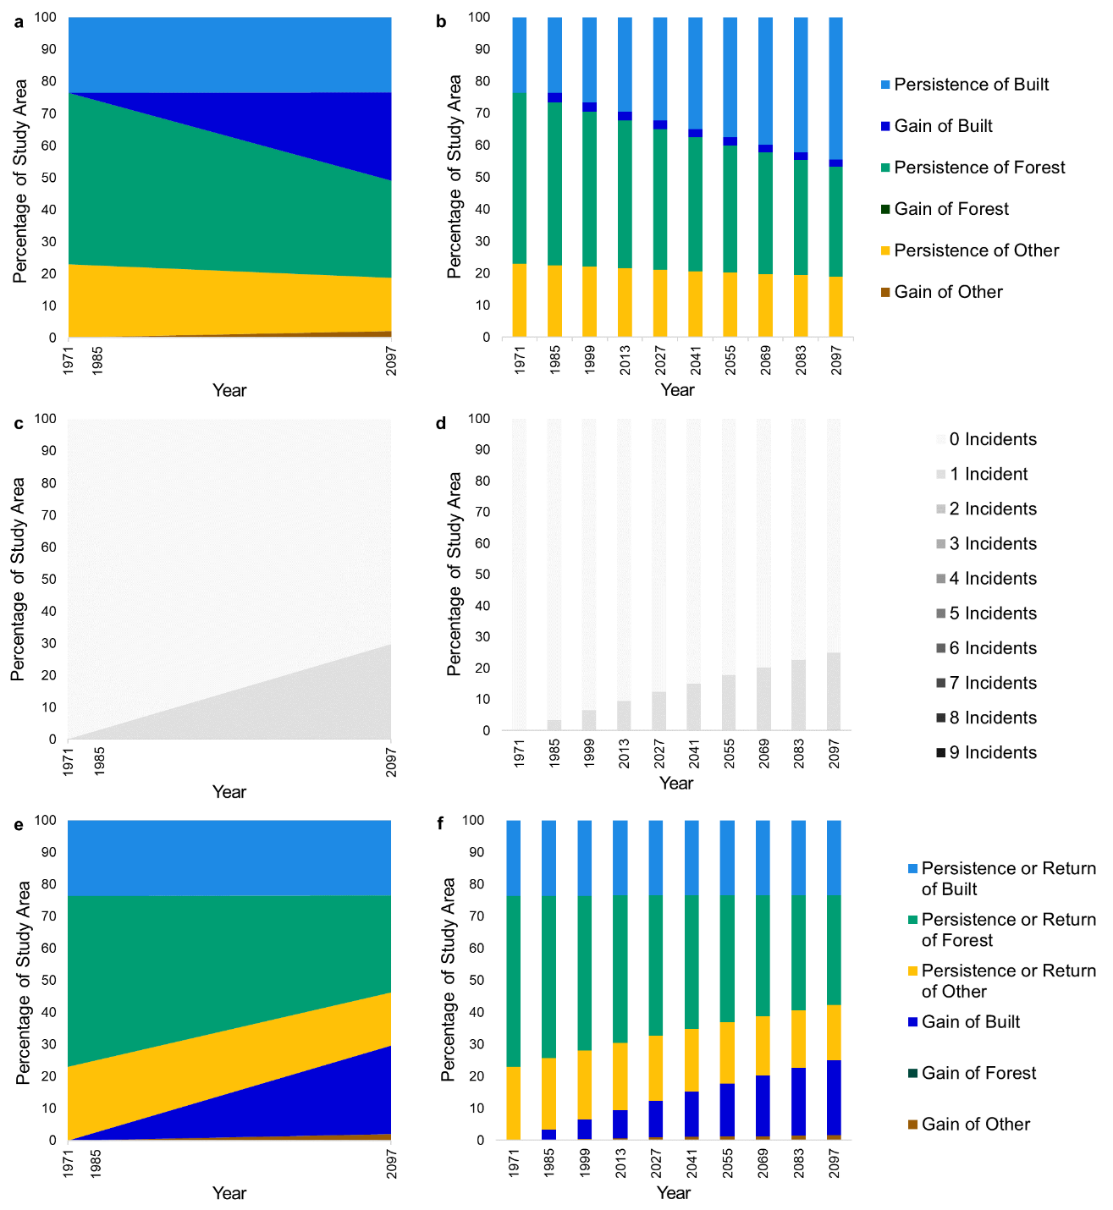 a
Percentage of Study Area
100
90
80
70
60
50
40
30
20
10
0
1971
1985
2097
Year
b
Percentage of Study Area
100
90
80
70
60
50
40
30
20
10
0
1971
1985
1999
2013
2027
2041
2055
2069
2083
2097
Year
Persistence of Built
Gain of Built
Persistence of Forest
Gain of Forest
Persistence of Other
Gain of Other
c
Percentage of Study Area
100
90
80
70
60
50
40
30
20
10
0
1971
1985
2097
Year
d
Percentage of Study Area
100
90
80
70
60
50
40
30
20
10
0
1971
1985
1999
2013
2027
2041
2055
2069
2083
2097
Year
0 Incidents
1 Incident
2 Incidents
3 Incidents
4 Incidents
5 Incidents
6 Incidents
7 Incidents
8 Incidents
9 Incidents
e
Percentage of Study Area
100
90
80
70
60
50
40
30
20
10
0
1971
1985
2097
Year
f
Percentage of Study Area
100
90
80
70
60
50
40
30
20
10
0
1971
1985
1999
2013
2027
2041
2055
2069
2083
2097
Year
Persistence or Return
of Built
Persistence or Return
of Forest
Persistence or Return
of Other
Gain of Built
Gain of Forest
Gain of Other